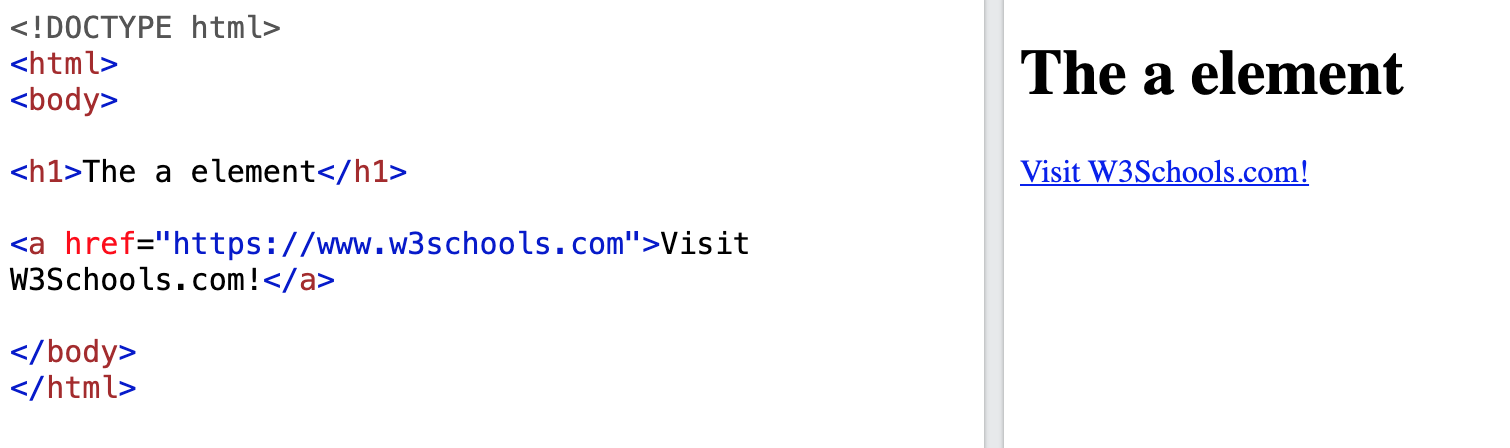 <!DOCTYPE html>
<html>
<body>
<h1>The a element</h1>
<a href="https://www.w3schools.com">Visit
W3Schools.com!</a>
</body>
</html>
The a element
Visit W3Schools.com!